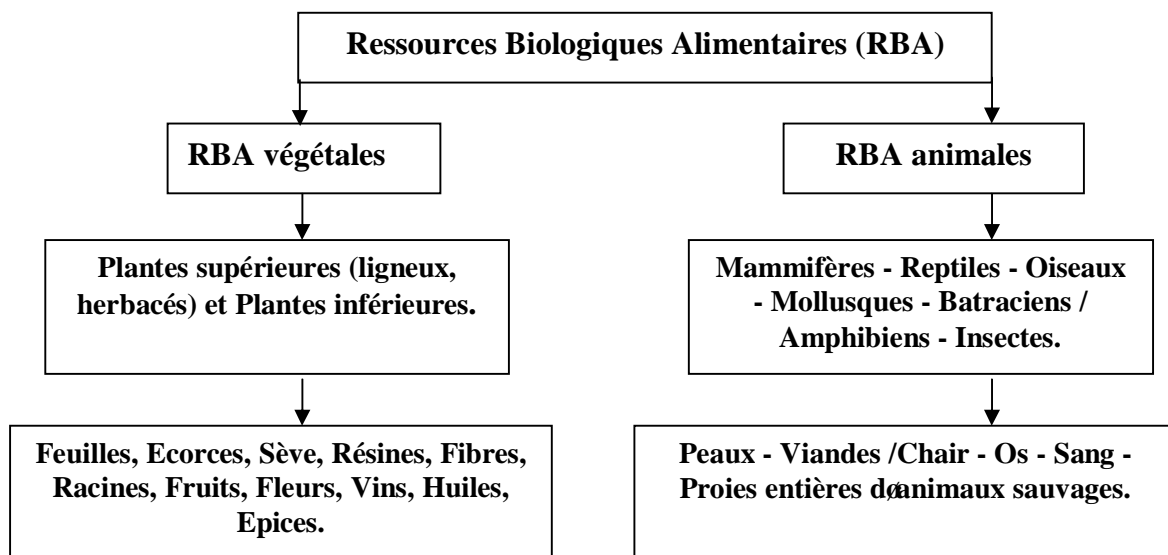 Ressources Biologiques Alimentaires (RBA)
RBA végétales
RBA animales
Plantes supérieures (ligneux,
herbacés) et Plantes inférieures.
Mammifères - Reptiles - Oiseaux
- Mollusques - Batraciens /
Amphibiens - Insectes.
Feuilles, Ecorces, Sève, Résines, Fibres,
Racines, Fruits, Fleurs, Vins, Huiles,
Epices.
Peaux - Viandes /Chair - Os - Sang -
Proies entières døanimaux sauvages.